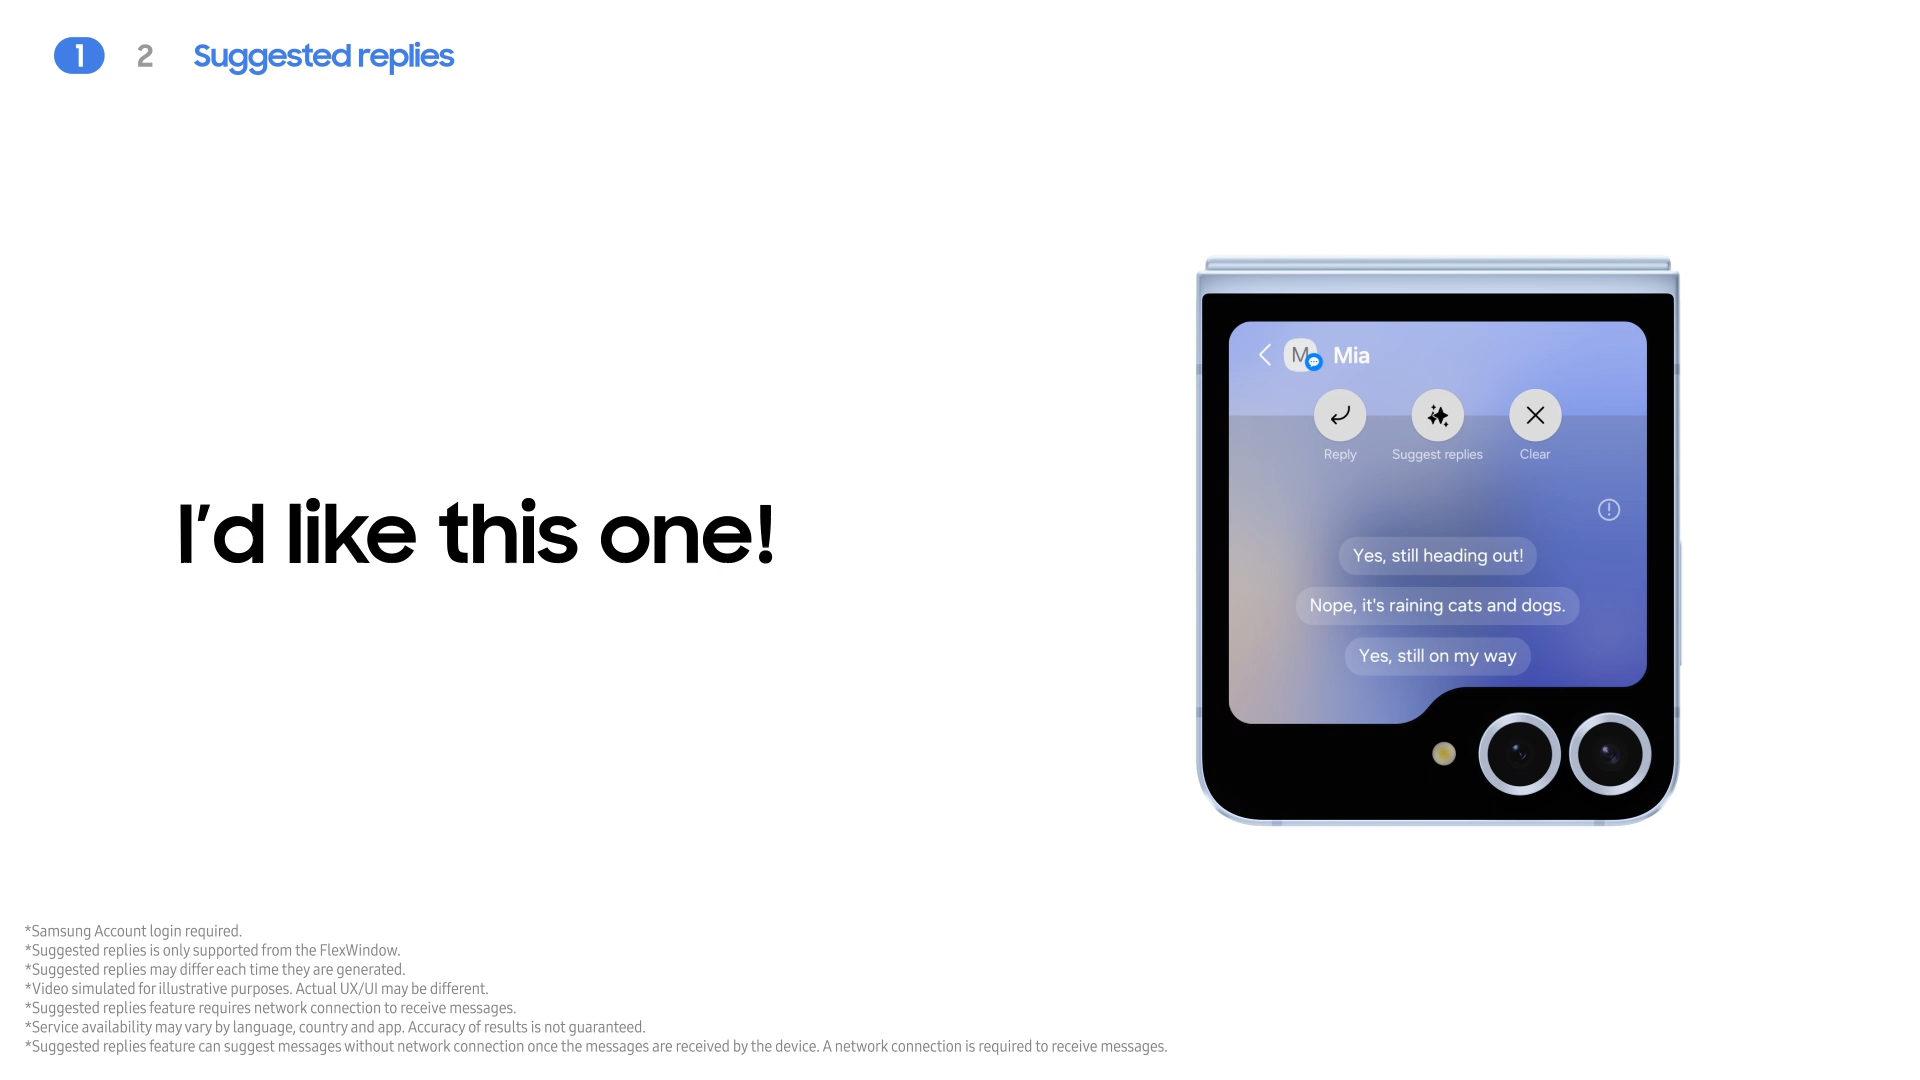 1 2 Suggested replies
I'd like this one!
M Mia
Reply Suggest replies Clear
Yes, still heading out!
Nope, it's raining cats and dogs.
Yes, still on my way
*Samsung Account login required.
*Suggested replies is only supported from the FlexWindow.
*Suggested replies may differ each time they are generated.
*Video simulated for illustrative purposes. Actual UX/UI may be different.
*Suggested replies feature requires network connection to receive messages.
*Service availability may vary by language, country and app. Accuracy of results is not guaranteed.
*Suggested replies feature can suggest messages without network connection once the messages are received by the device. A network connection is required to receive messages.